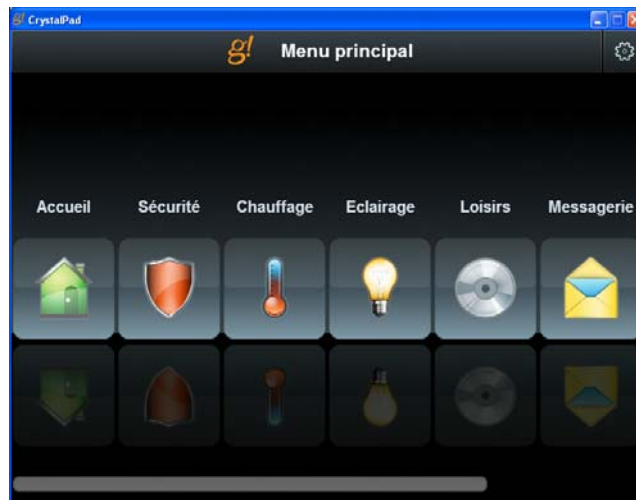 CrystalPad
g! Menu principal
Accueil Sécurité Chauffage Eclairage Loisirs Messagerie